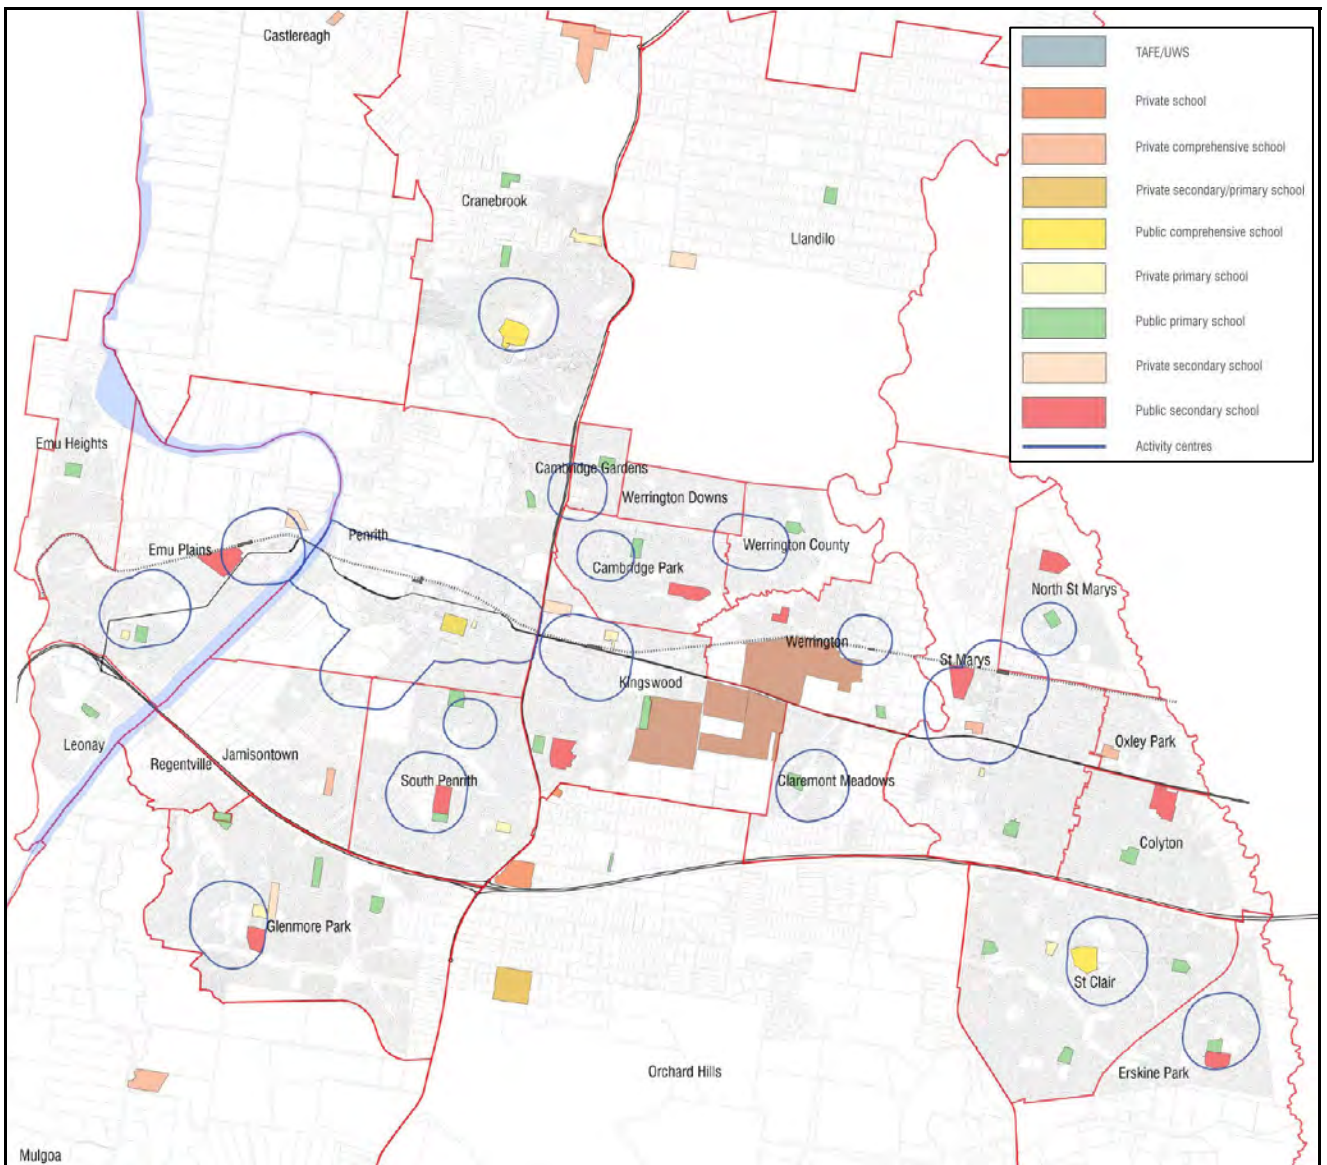 Castlereagh
TAFE/UWS
Private school
Private comprehensive school
Private secondary/primary school
Public comprehensive school
Private primary school
Public primary school
Private secondary school
Public secondary school
Activity centres
Cranebrook
Llandilo
Emu Heights
Cambridge Gardens
Werrington Downs
Penrith
Emu Plains
Werrington County
Cambridge Park
North St Marys
Werrington
St Marys
Kingswood
Leonay
Regentville
Jamisontown
Oxley Park
South Penrith
Claremont Meadows
Colyton
Glenmore Park
St Clair
Orchard Hills
Erskine Park
Mulgoa